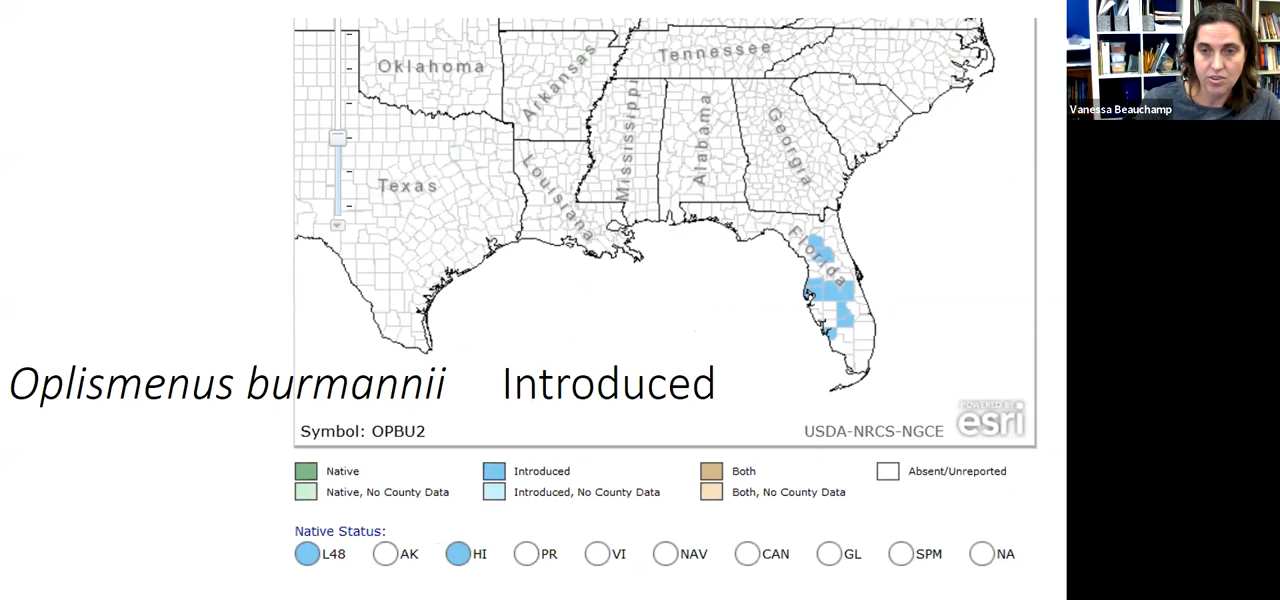 Vanessa Beauchamp
Oklahoma
Arkansas
Tennessee
Mississippi
Alabama
Georgia
Texas
Louisiana
Florida
Oplismenus burmannii Introduced
POWERED BY
esri
Symbol: OPBU2 USDA-NRCS-NGCE
Native Introduced Both Absent/Unreported
Native, No County Data Introduced, No County Data Both, No County Data
Native Status:
L48 AK HI PR VI NAV CAN GL SPM NA